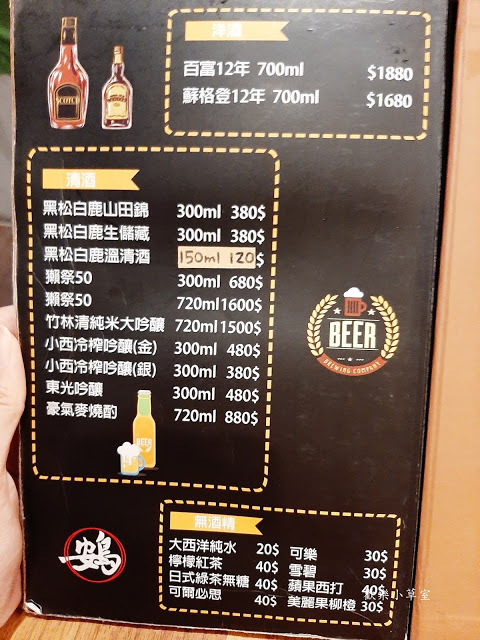 洋酒
百富12年 700ml $1880
蘇格登12年 700ml $1680
SCOTCH
清酒
黑松白鹿山田錦 300ml 380$
黑松白鹿生儲藏 300ml 380$
黑松白鹿溫清酒 150ml 120$
獺祭50 300ml 680$
獺祭50 720ml 1600$
竹林清純米大吟釀 720ml 1500$
小西冷榨吟釀(金) 300ml 480$
小西冷榨吟釀(銀) 300ml 380$
東光吟釀 300ml 480$
豪氣麥燒酌 720ml 880$
BEER
BEER
BREWING COMPANY
無酒精
大西洋純水 20$ 可樂 30$
檸檬紅茶 40$ 雪碧 30$
日式綠茶無糖 40$ 蘋果西打 40$
可爾必思 40$ 美麗果柳橙 30$
歡樂小草室